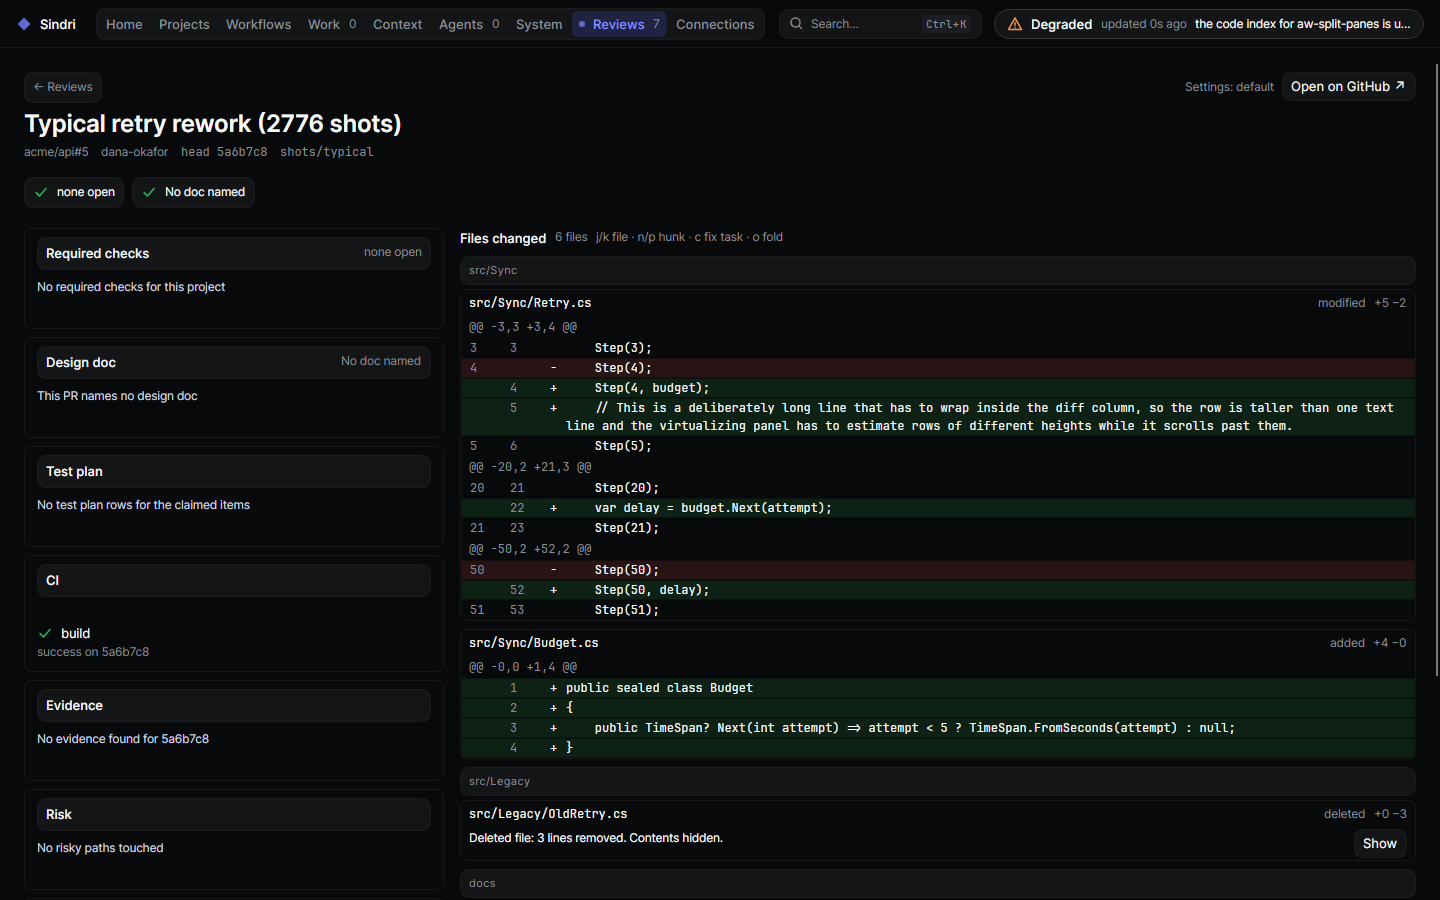 Sindri Home Projects Workflows Work 0 Context Agents 0 System Reviews 7 Connections Search... Ctrl+K Degraded updated 0s ago the code index for aw-split-panes is u...
← Reviews Settings: default Open on GitHub ↗
Typical retry rework (2776 shots)
acme/api#5 dana-okafor head 5a6b7c8 shots/typical
none open No doc named
Required checks none open
No required checks for this project
Design doc No doc named
This PR names no design doc
Test plan
No test plan rows for the claimed items
CI
build
success on 5a6b7c8
Evidence
No evidence found for 5a6b7c8
Risk
No risky paths touched
Files changed 6 files j/k file · n/p hunk · c fix task · o fold
src/Sync
src/Sync/Retry.cs modified +5 −2
@@ -3,3 +3,4 @@
3 3 Step(3);
4 - Step(4);
4 + Step(4, budget);
5 + // This is a deliberately long line that has to wrap inside the diff column, so the row is taller than one text
line and the virtualizing panel has to estimate rows of different heights while it scrolls past them.
5 6 Step(5);
@@ -20,2 +21,3 @@
20 21 Step(20);
22 + var delay = budget.Next(attempt);
21 23 Step(21);
@@ -50,2 +52,2 @@
50 - Step(50);
52 + Step(50, delay);
51 53 Step(51);
src/Sync/Budget.cs added +4 −0
@@ -0,0 +1,4 @@
1 + public sealed class Budget
2 + {
3 + public TimeSpan? Next(int attempt) => attempt < 5 ? TimeSpan.FromSeconds(attempt) : null;
4 + }
src/Legacy
src/Legacy/OldRetry.cs deleted +0 −3
Deleted file: 3 lines removed. Contents hidden.
Show
docs